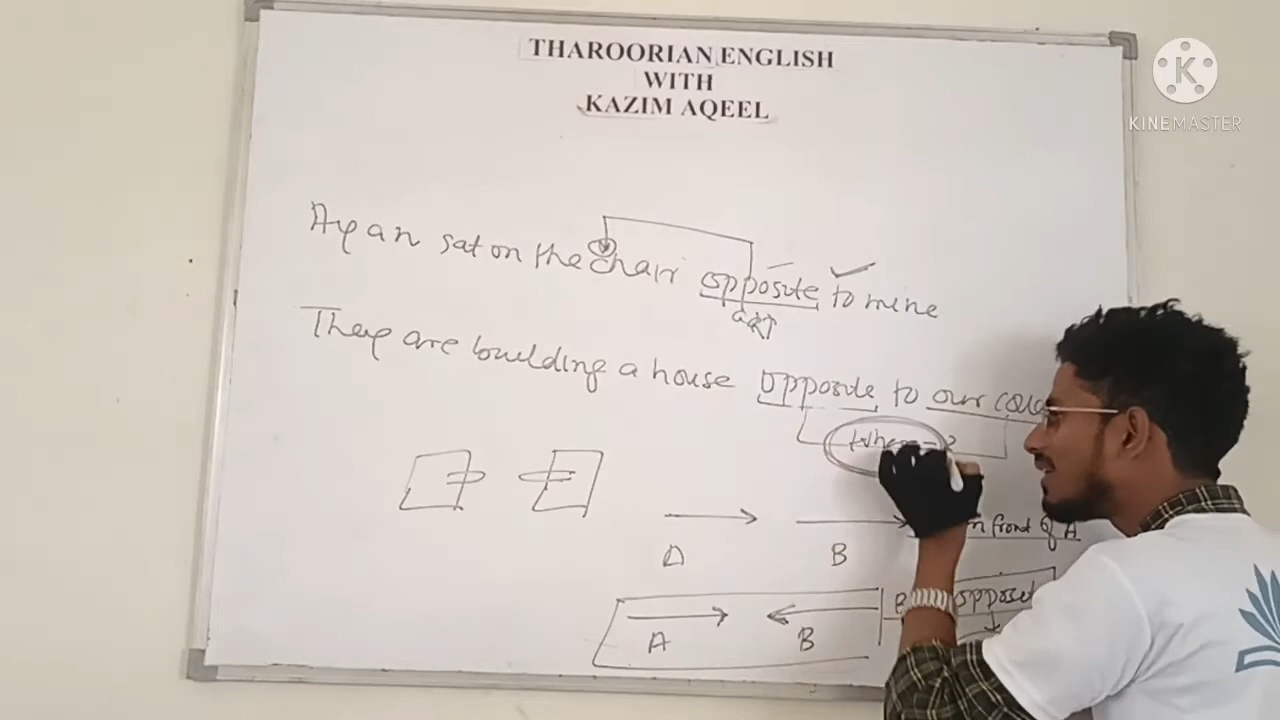 THAROORIAN ENGLISH
WITH
KAZIM AQEEL
KINEMASTER
Ayan sat on the chair opposite to mine
They are building a house opposite to our
A B in front of A
A B opposite